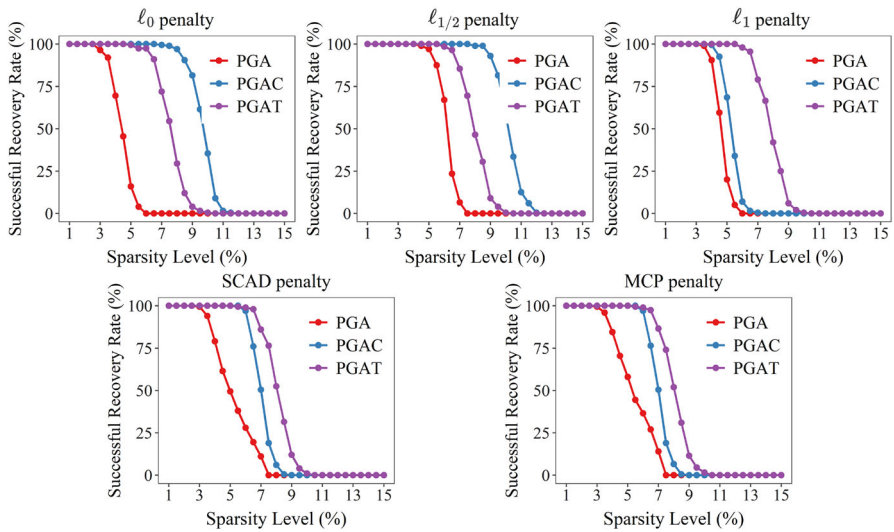 ℓ0 penalty
Successful Recovery Rate (%)
100
75
50
25
0
PGA
PGAC
PGAT
1 3 5 7 9 11 13 15
Sparsity Level (%)
ℓ1/2 penalty
Successful Recovery Rate (%)
100
75
50
25
0
PGA
PGAC
PGAT
1 3 5 7 9 11 13 15
Sparsity Level (%)
ℓ1 penalty
Successful Recovery Rate (%)
100
75
50
25
0
PGA
PGAC
PGAT
1 3 5 7 9 11 13 15
Sparsity Level (%)
SCAD penalty
Successful Recovery Rate (%)
100
75
50
25
0
PGA
PGAC
PGAT
1 3 5 7 9 11 13 15
Sparsity Level (%)
MCP penalty
Successful Recovery Rate (%)
100
75
50
25
0
PGA
PGAC
PGAT
1 3 5 7 9 11 13 15
Sparsity Level (%)